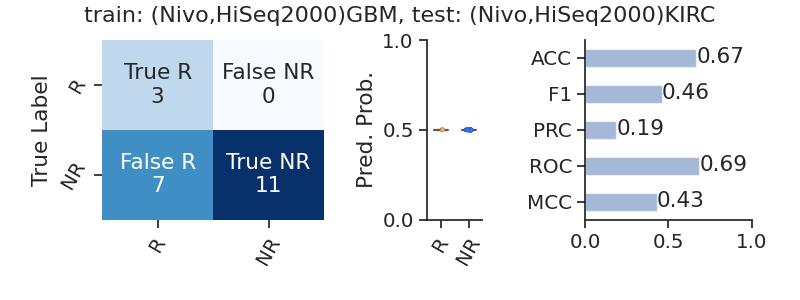 train: (Nivo,HiSeq2000)GBM, test: (Nivo,HiSeq2000)KIRC
True Label
R
NR
True R
3
False NR
0
False R
7
True NR
11
R
NR
Pred. Prob.
1.0
0.5
0.0
R
NR
ACC
F1
PRC
ROC
MCC
0.67
0.46
0.19
0.69
0.43
0.0
0.5
1.0